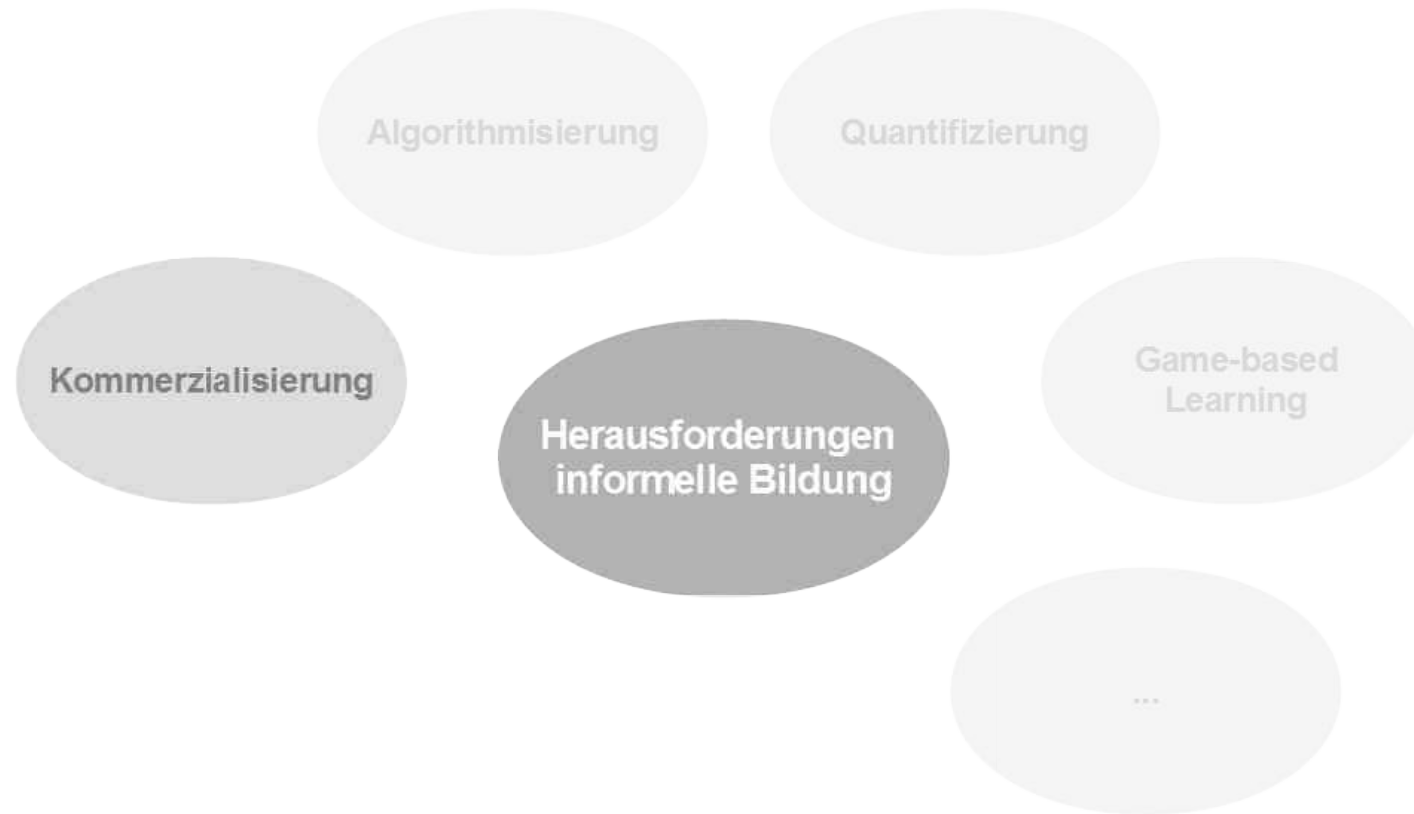 Algorithmisierung
Quantifizierung
Kommerzialisierung
Game-based
Learning
Herausforderungen
informelle Bildung
...